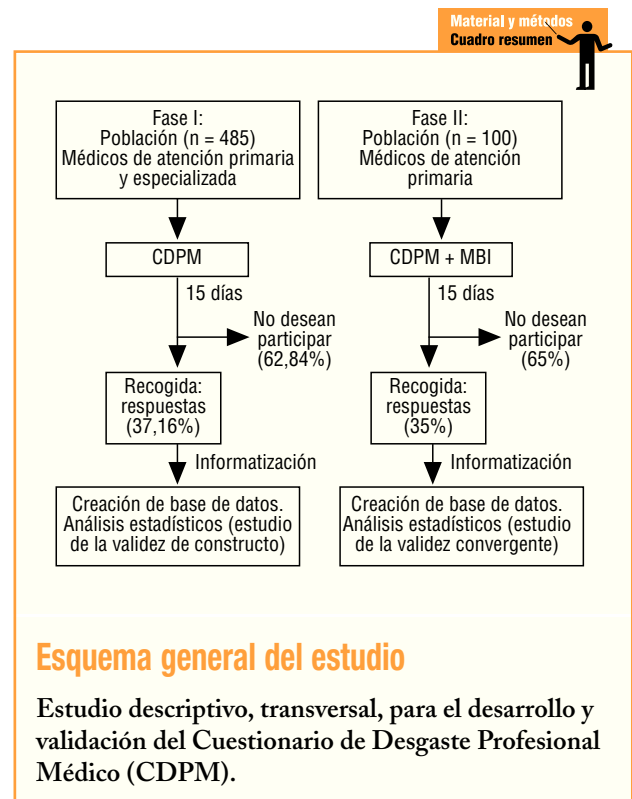 Material y métodos
Cuadro resumen
Fase I:
Población (n = 485)
Médicos de atención primaria
y especializada
CDPM
15 días
No desean
participar
(62,84%)
Recogida:
respuestas
(37,16%)
Informatización
Creación de base de datos.
Análisis estadísticos (estudio
de la validez de constructo)
Fase II:
Población (n = 100)
Médicos de atención
primaria
CDPM + MBI
15 días
No desean
participar
(65%)
Recogida:
respuestas
(35%)
Informatización
Creación de base de datos.
Análisis estadísticos (estudio
de la validez convergente)
Esquema general del estudio
Estudio descriptivo, transversal, para el desarrollo y
validación del Cuestionario de Desgaste Profesional
Médico (CDPM).